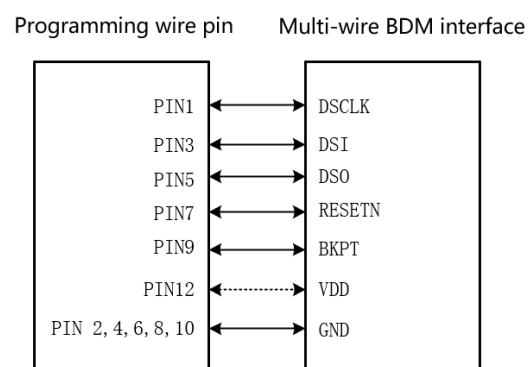 Programming wire pin Multi-wire BDM interface
PIN1 DSCLK
PIN3 DSI
PIN5 DSO
PIN7 RESETN
PIN9 BKPT
PIN12 VDD
PIN 2,4,6,8,10 GND